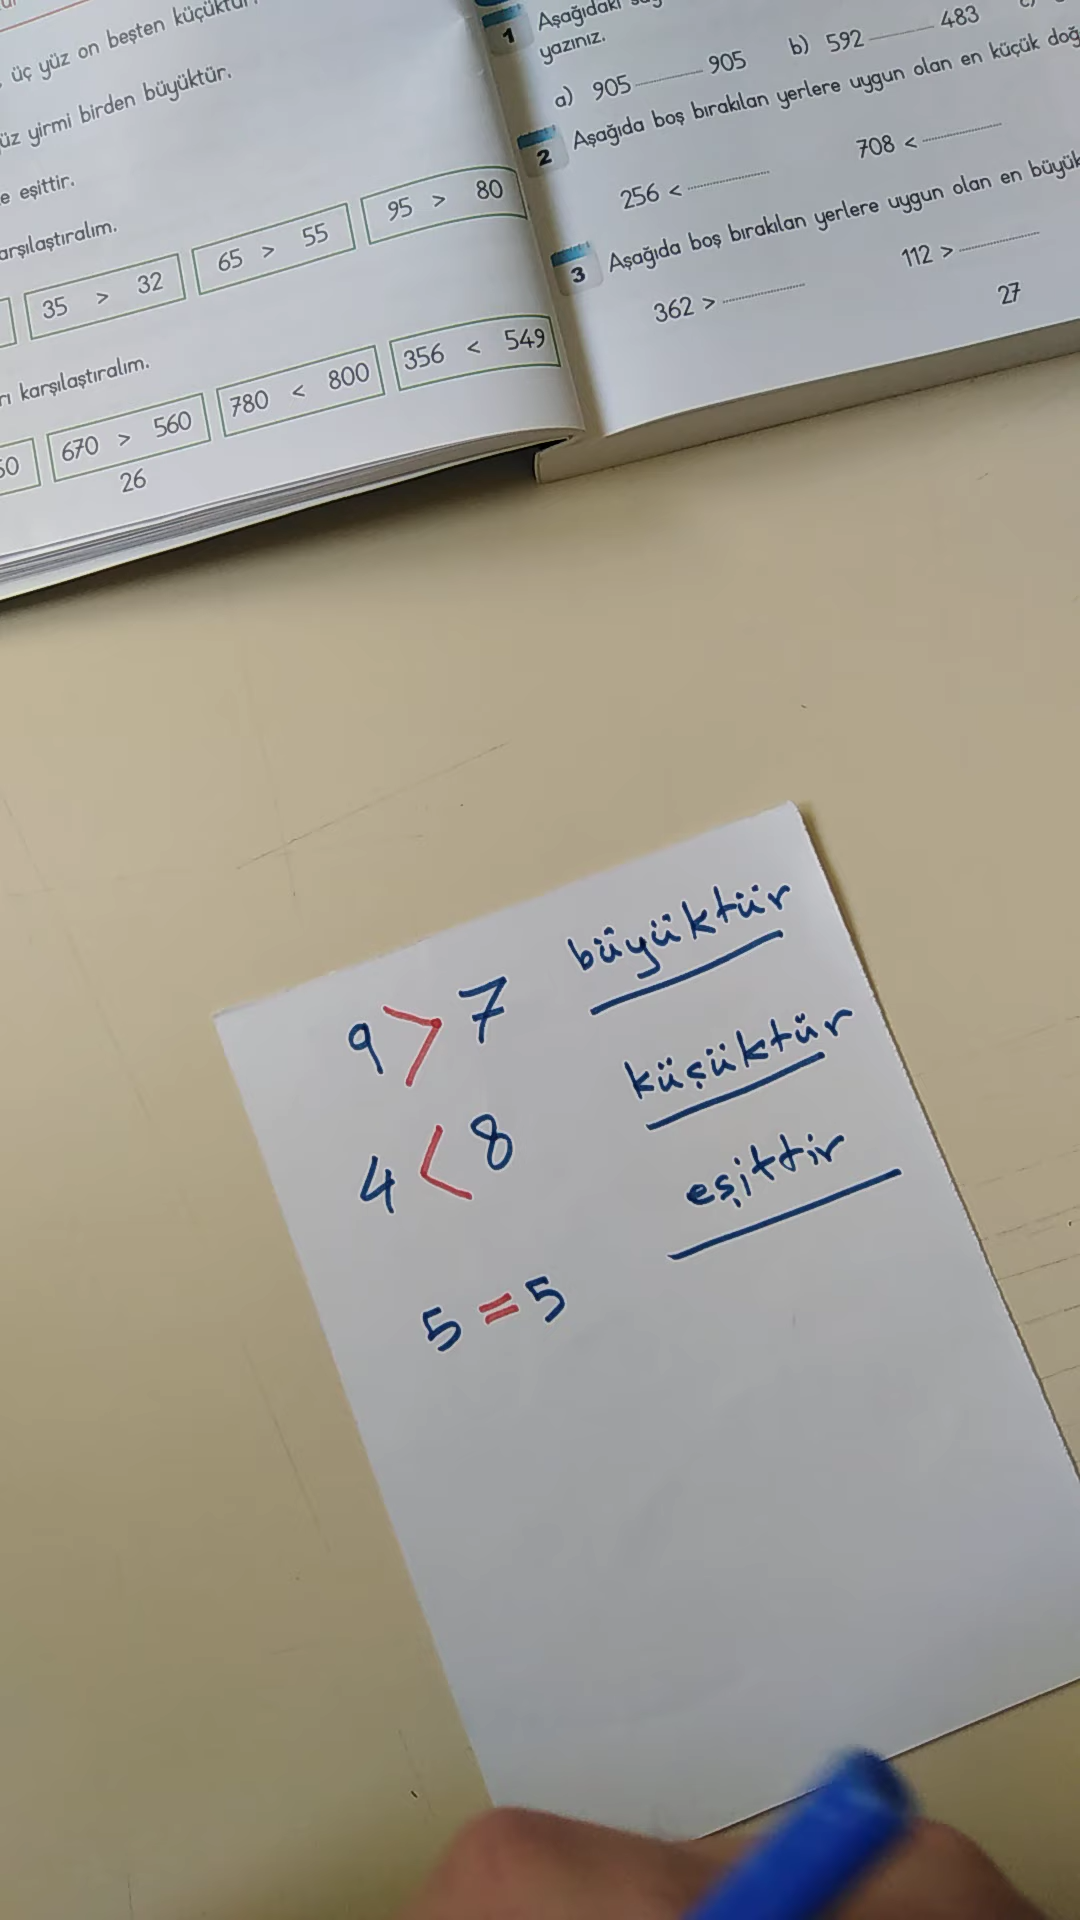 üç yüz on beşten küçüktür.
yüz yirmi birden büyüktür.
e eşittir.
arşılaştıralım.
35 > 32
65 > 55
95 > 80
rı karşılaştıralım.
50
670 > 560
780 < 800
356 < 549
26
1 Aşağıdaki
yazınız.
a) 905 905 b) 592 483
2 Aşağıda boş bırakılan yerlere uygun olan en küçük doğ
256 < 708 <
3 Aşağıda boş bırakılan yerlere uygun olan en büyük
362 > 112 >
27
9 > 7 büyüktür
4 < 8 küçüktür
eşittir
5 = 5